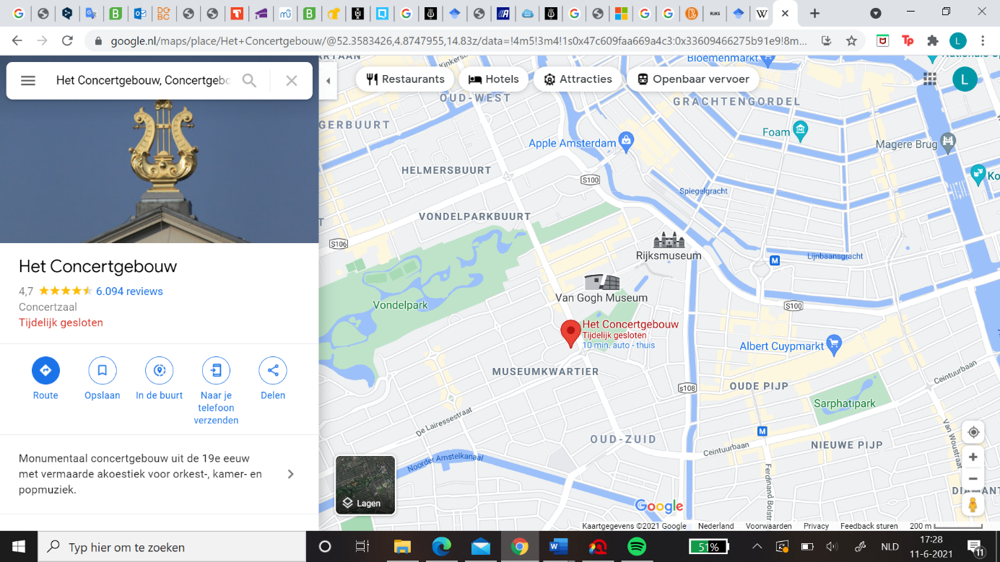 google.nl/maps/place/Het+Concertgebouw/@52.3583426,4.8747955,14.83z/data=!4m5!3m4!1s0x47c609faa669a4c3:0x33609466275b91e9!8m...
Het Concertgebouw, Concertgebo
Restaurants
Hotels
Attracties
Openbaar vervoer
L
L
Bloemenmarkt
Kinkerstr
OUD-WEST
GRACHTENGORDEL
GERBUURT
Foam
Apple Amsterdam
Magere Brug
HELMERSBUURT
S100
Ko
Spiegelgracht
VONDELPARKBUURT
S106
Rijksmuseum
M
Lijnbaansgracht
Van Gogh Museum
Vondelpark
S100
Het Concertgebouw
Tijdelijk gesloten
10 min. auto - thuis
Albert Cuypmarkt
MUSEUMKWARTIER
s108
OUDE PIJP
Ceintuurbaan
Sarphatipark
De Lairessestraat
M
OUD-ZUID
NIEUWE PIJP
Ceintuurbaan
Van Woustraat
Noorder Amstelkanaal
Ferdinand Bolstr
DIAMANT
Lagen
Google
Kaartgegevens ©2021 Google
Nederland
Voorwaarden
Privacy
Feedback sturen
200 m
Het Concertgebouw
4,7
6.094 reviews
Concertzaal
Tijdelijk gesloten
Route
Opslaan
In de buurt
Naar je
telefoon
verzenden
Delen
Monumentaal concertgebouw uit de 19e eeuw
met vermaarde akoestiek voor orkest-, kamer- en
popmuziek.
Typ hier om te zoeken
51%
NLD
17:28
11-6-2021
11